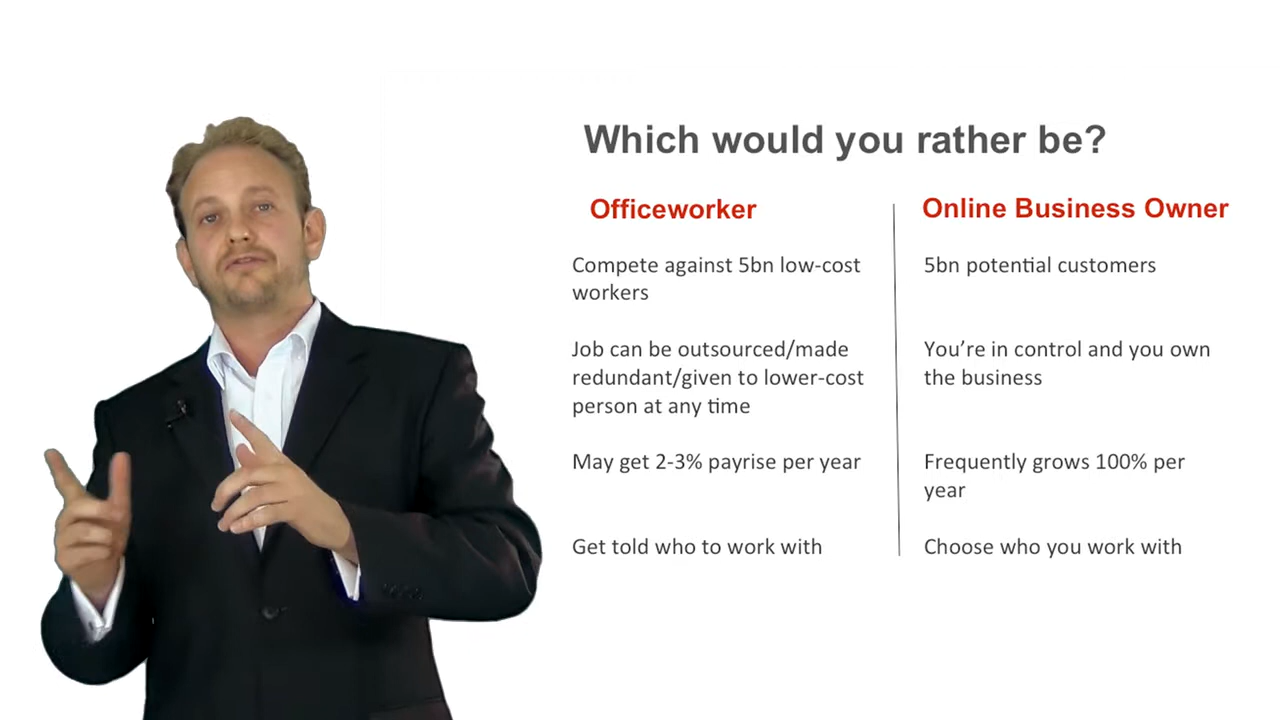 Which would you rather be?
Officeworker
Compete against 5bn low-cost
workers
Job can be outsourced/made
redundant/given to lower-cost
person at any time
May get 2-3% payrise per year
Get told who to work with
Online Business Owner
5bn potential customers
You’re in control and you own
the business
Frequently grows 100% per
year
Choose who you work with